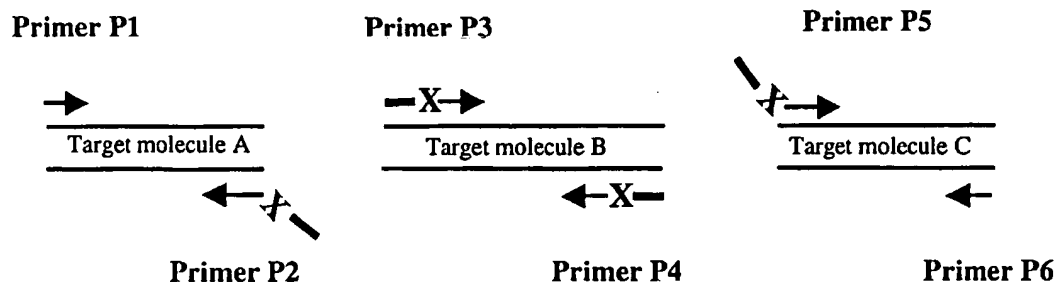 Primer P1
Primer P3
Primer P5
X
X
Target molecule A
Target molecule B
Target molecule C
X
X
Primer P2
Primer P4
Primer P6